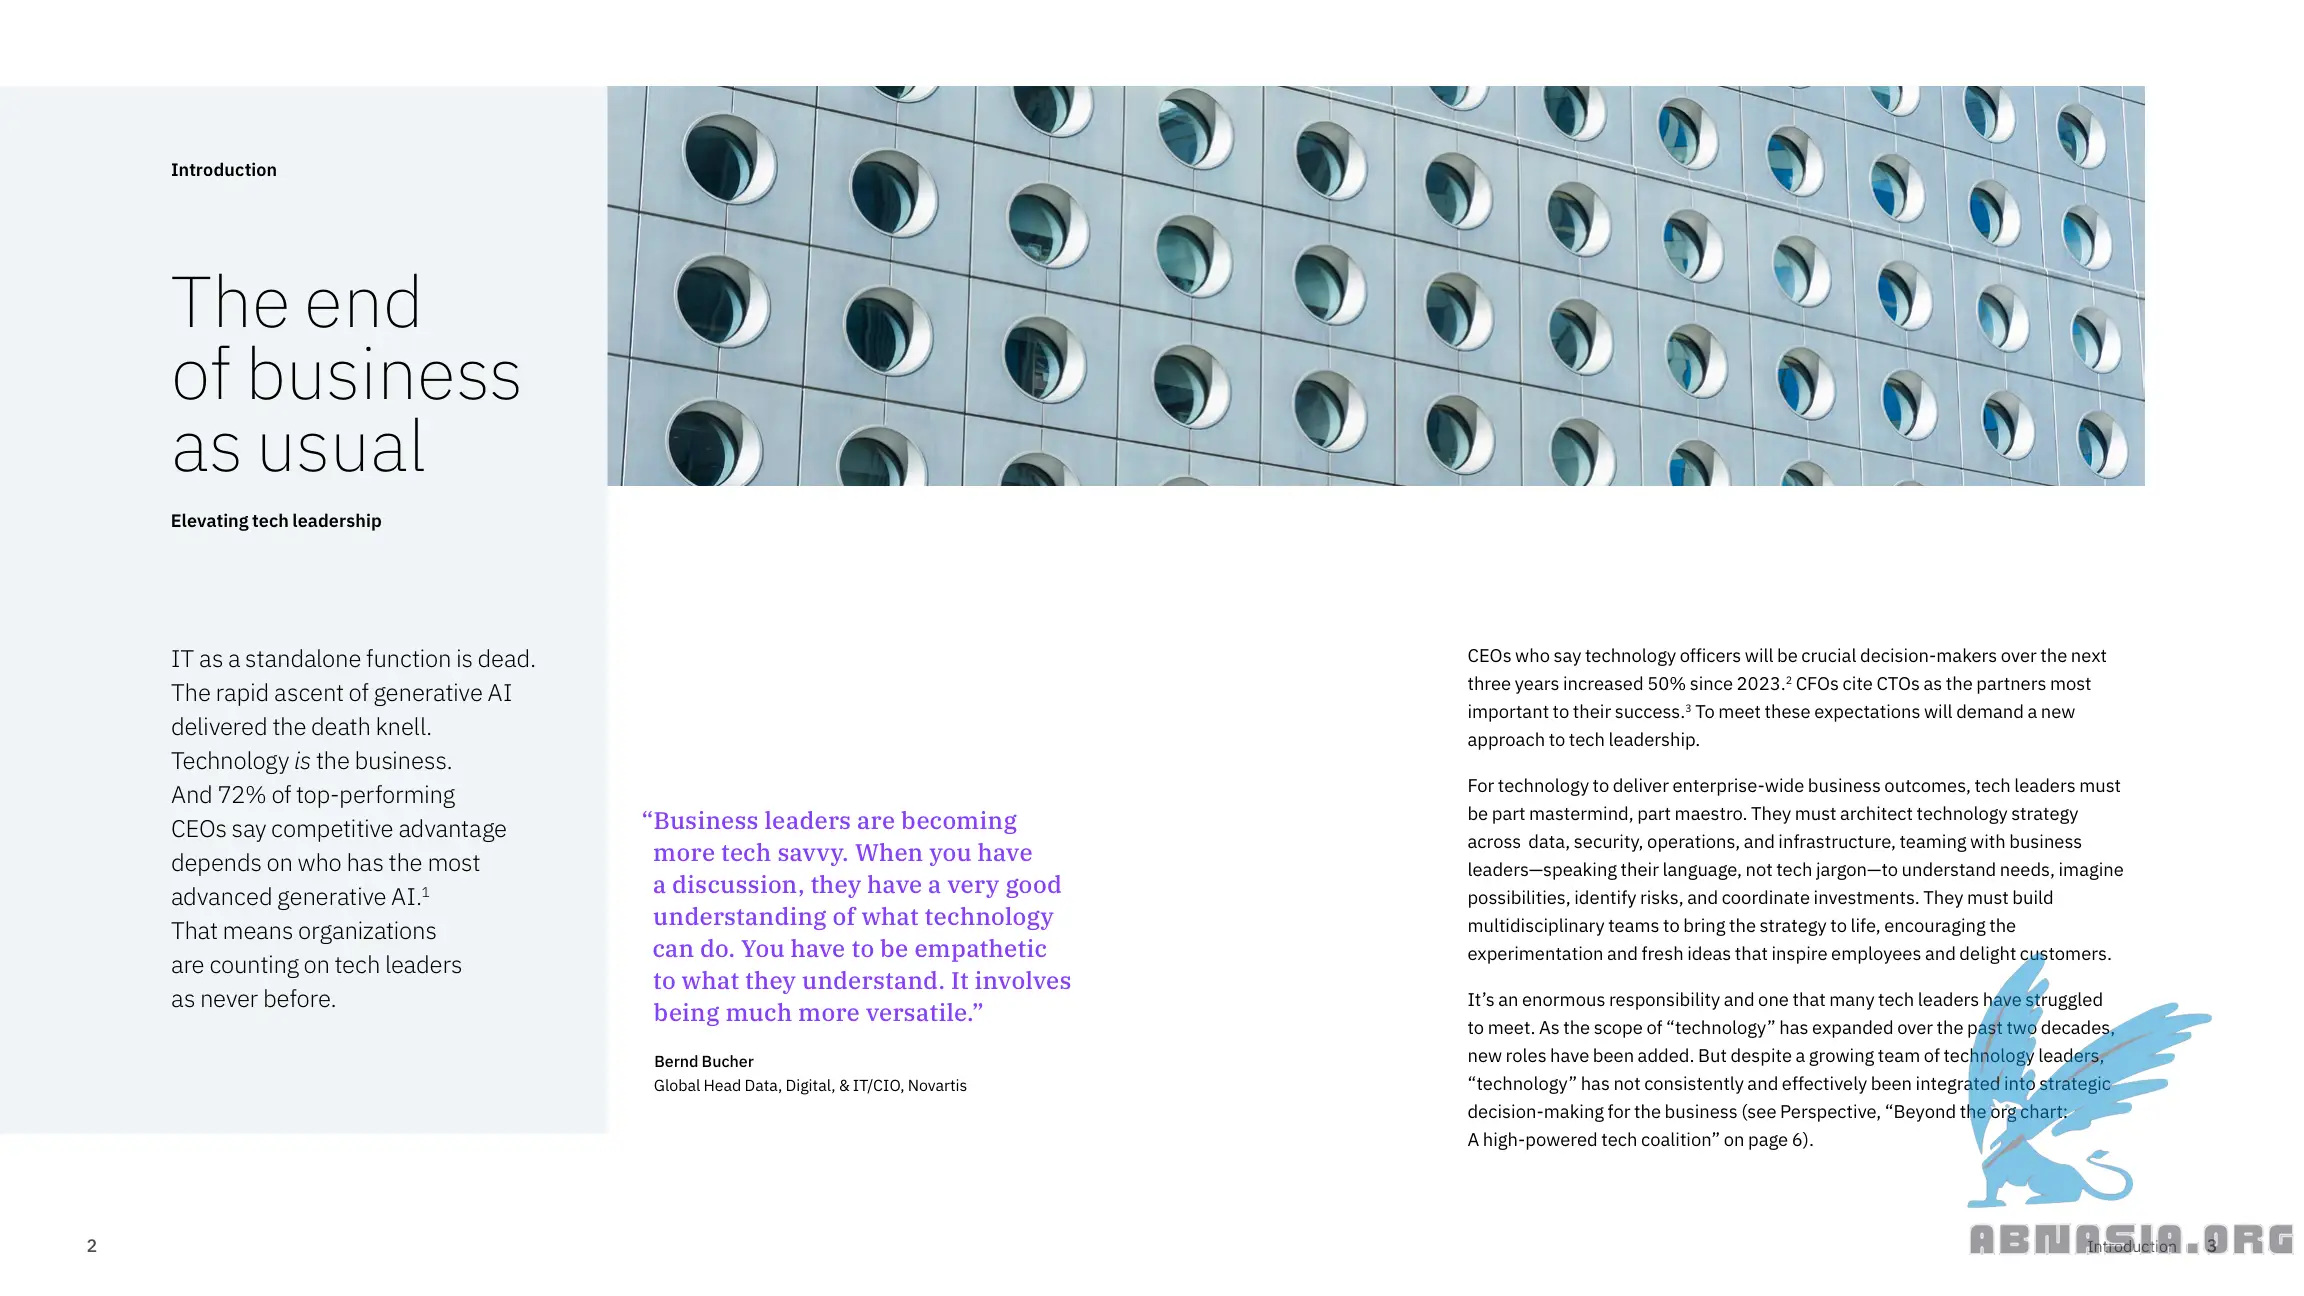 Introduction
The end
of business
as usual
Elevating tech leadership
IT as a standalone function is dead.
The rapid ascent of generative AI
delivered the death knell.
Technology is the business.
And 72% of top-performing
CEOs say competitive advantage
depends on who has the most
advanced generative AI.¹
That means organizations
are counting on tech leaders
as never before.
“Business leaders are becoming
more tech savvy. When you have
a discussion, they have a very good
understanding of what technology
can do. You have to be empathetic
to what they understand. It involves
being much more versatile.”
Bernd Bucher
Global Head Data, Digital, & IT/CIO, Novartis
CEOs who say technology officers will be crucial decision-makers over the next
three years increased 50% since 2023.² CFOs cite CTOs as the partners most
important to their success.³ To meet these expectations will demand a new
approach to tech leadership.
For technology to deliver enterprise-wide business outcomes, tech leaders must
be part mastermind, part maestro. They must architect technology strategy
across data, security, operations, and infrastructure, teaming with business
leaders—speaking their language, not tech jargon—to understand needs, imagine
possibilities, identify risks, and coordinate investments. They must build
multidisciplinary teams to bring the strategy to life, encouraging the
experimentation and fresh ideas that inspire employees and delight customers.
It’s an enormous responsibility and one that many tech leaders have struggled
to meet. As the scope of “technology” has expanded over the past two decades,
new roles have been added. But despite a growing team of technology leaders,
“technology” has not consistently and effectively been integrated into strategic
decision-making for the business (see Perspective, “Beyond the org chart:
A high-powered tech coalition” on page 6).
2
Introduction 3
ABNASIA.ORG